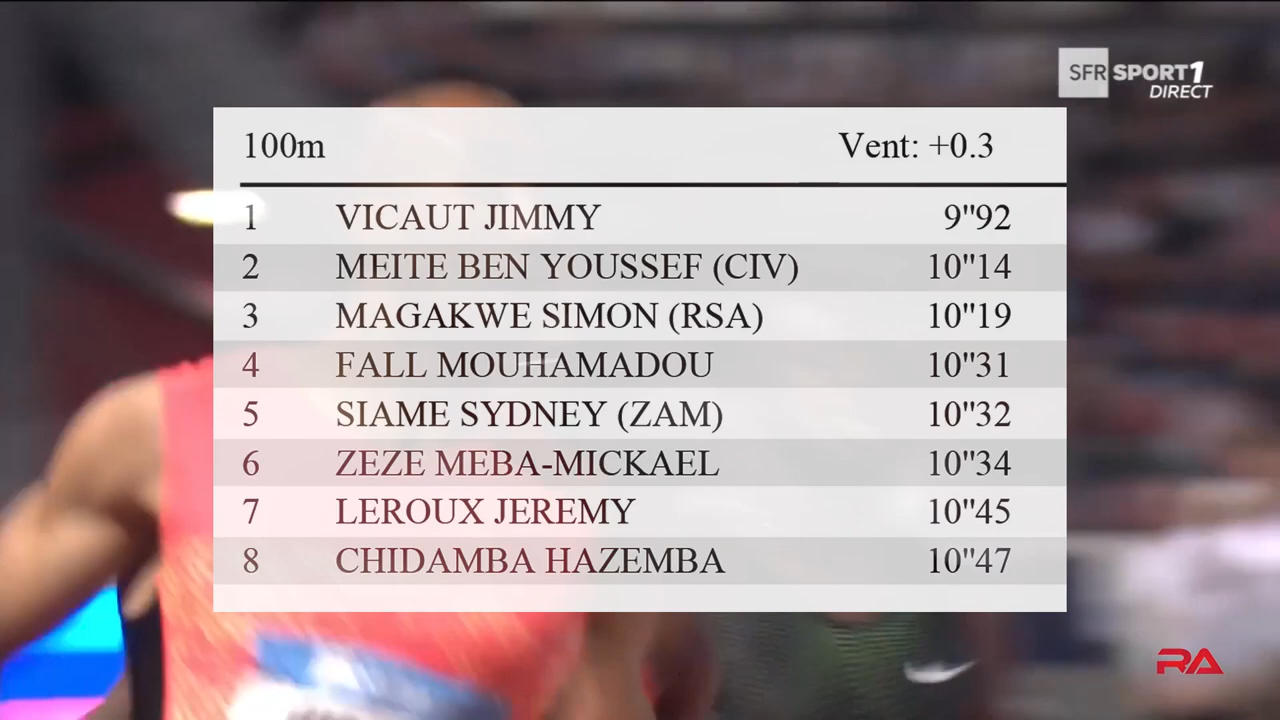 SFR SPORT1
DIRECT
100m Vent: +0.3
1 VICAUT JIMMY 9"92
2 MEITE BEN YOUSSEF (CIV) 10"14
3 MAGAKWE SIMON (RSA) 10"19
4 FALL MOUHAMADOU 10"31
5 SIAME SYDNEY (ZAM) 10"32
6 ZEZE MEBA-MICKAEL 10"34
7 LEROUX JEREMY 10"45
8 CHIDAMBA HAZEMBA 10"47
RA